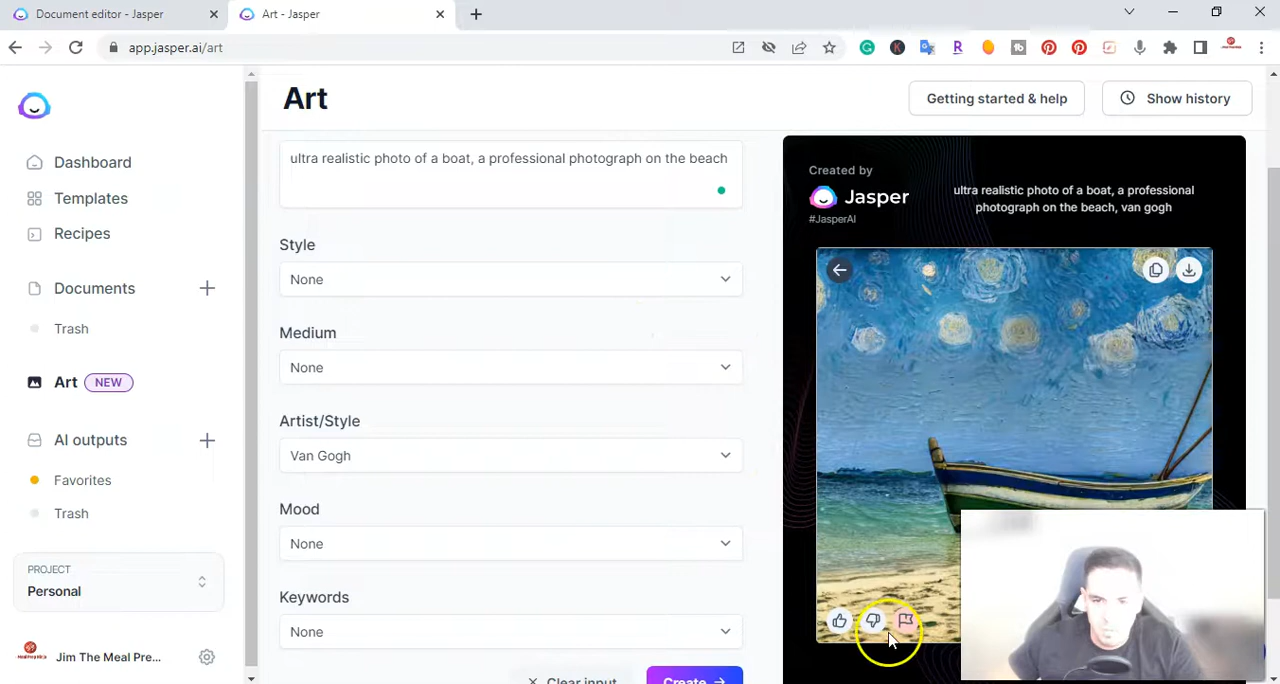 Document editor - Jasper
Art - Jasper
app.jasper.ai/art
Art
Getting started & help
Show history
Dashboard
Templates
Recipes
Documents
Trash
Art NEW
AI outputs
Favorites
Trash
PROJECT
Personal
Jim The Meal Pre...
ultra realistic photo of a boat, a professional photograph on the beach
Style
None
Medium
None
Artist/Style
Van Gogh
Mood
None
Keywords
None
Clear input
Create
Created by
Jasper
#JasperAI
ultra realistic photo of a boat, a professional
photograph on the beach, van gogh